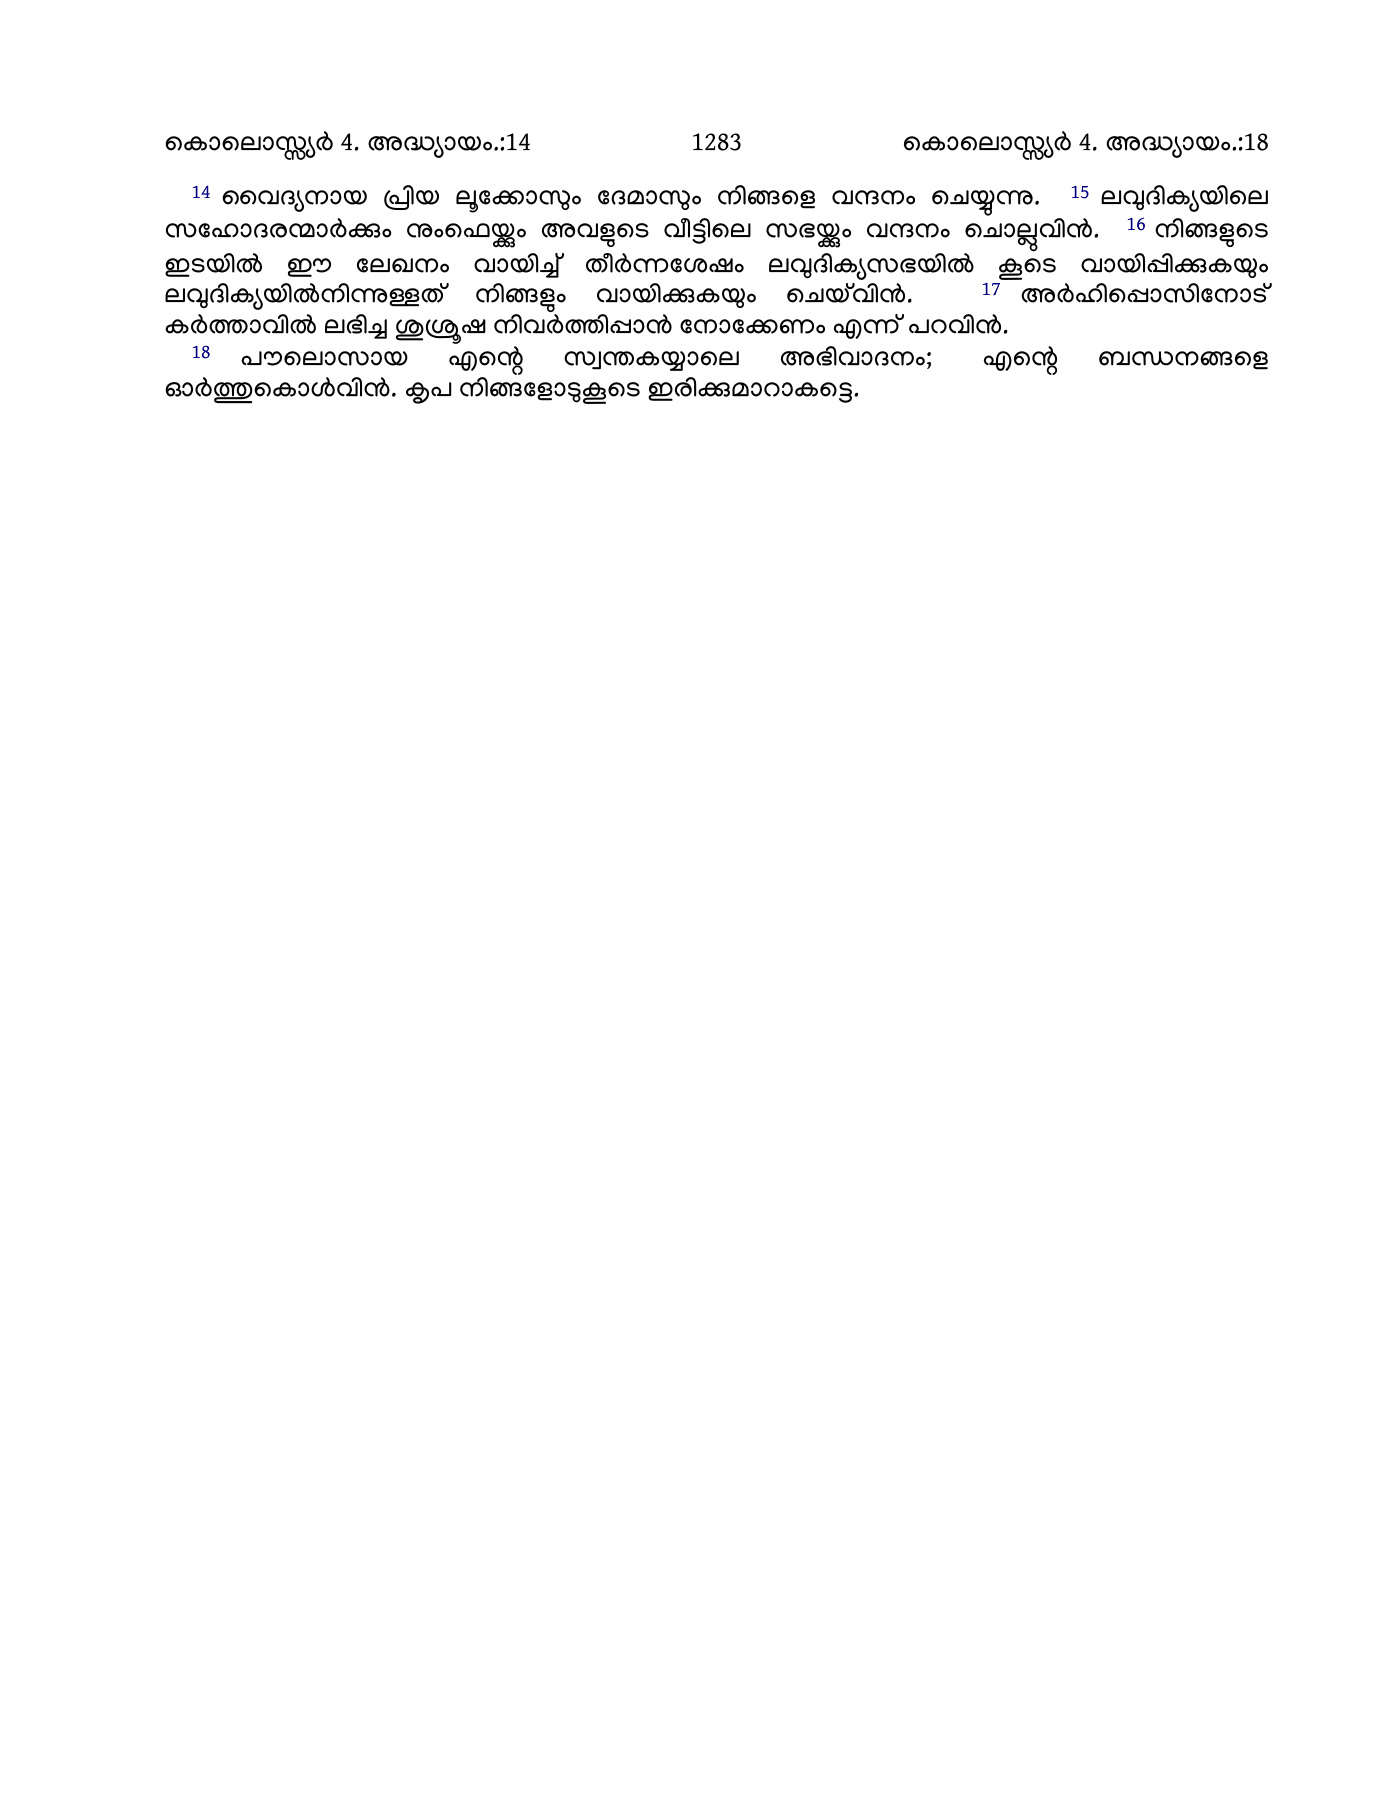 കൊലൊസ്സ്യർ 4. അദ്ധ്യായം.:14 1283 കൊലൊസ്സ്യർ 4. അദ്ധ്യായം.:18
14 വൈദ്യനായ പ്രിയ ലൂക്കോസും ദേമാസും നിങ്ങളെ വന്ദനം ചെയ്യുന്നു. 15 ലവുദിക്യയിലെ
സഹോദരന്മാർക്കും നുംഫെയ്ക്കും അവളുടെ വീട്ടിലെ സഭയ്ക്കും വന്ദനം ചൊല്ലുവിൻ. 16 നിങ്ങളുടെ
ഇടയിൽ ഈ ലേഖനം വായിച്ച് തീർന്നശേഷം ലവുദിക്യസഭയിൽ കൂടെ വായിപ്പിക്കുകയും
ലവുദിക്യയിൽനിന്നുള്ളത് നിങ്ങളും വായിക്കുകയും ചെയ്‌വിൻ. 17 അർഹിപ്പൊസിനോട്
കർത്താവിൽ ലഭിച്ച ശുശ്രൂഷ നിവർത്തിപ്പാൻ നോക്കേണം എന്ന് പറവിൻ.
18 പൗലൊസായ എന്റെ സ്വന്തകയ്യാലെ അഭിവാദനം; എന്റെ ബന്ധനങ്ങളെ
ഓർത്തുകൊൾവിൻ. കൃപ നിങ്ങളോടുകൂടെ ഇരിക്കുമാറാകട്ടെ.